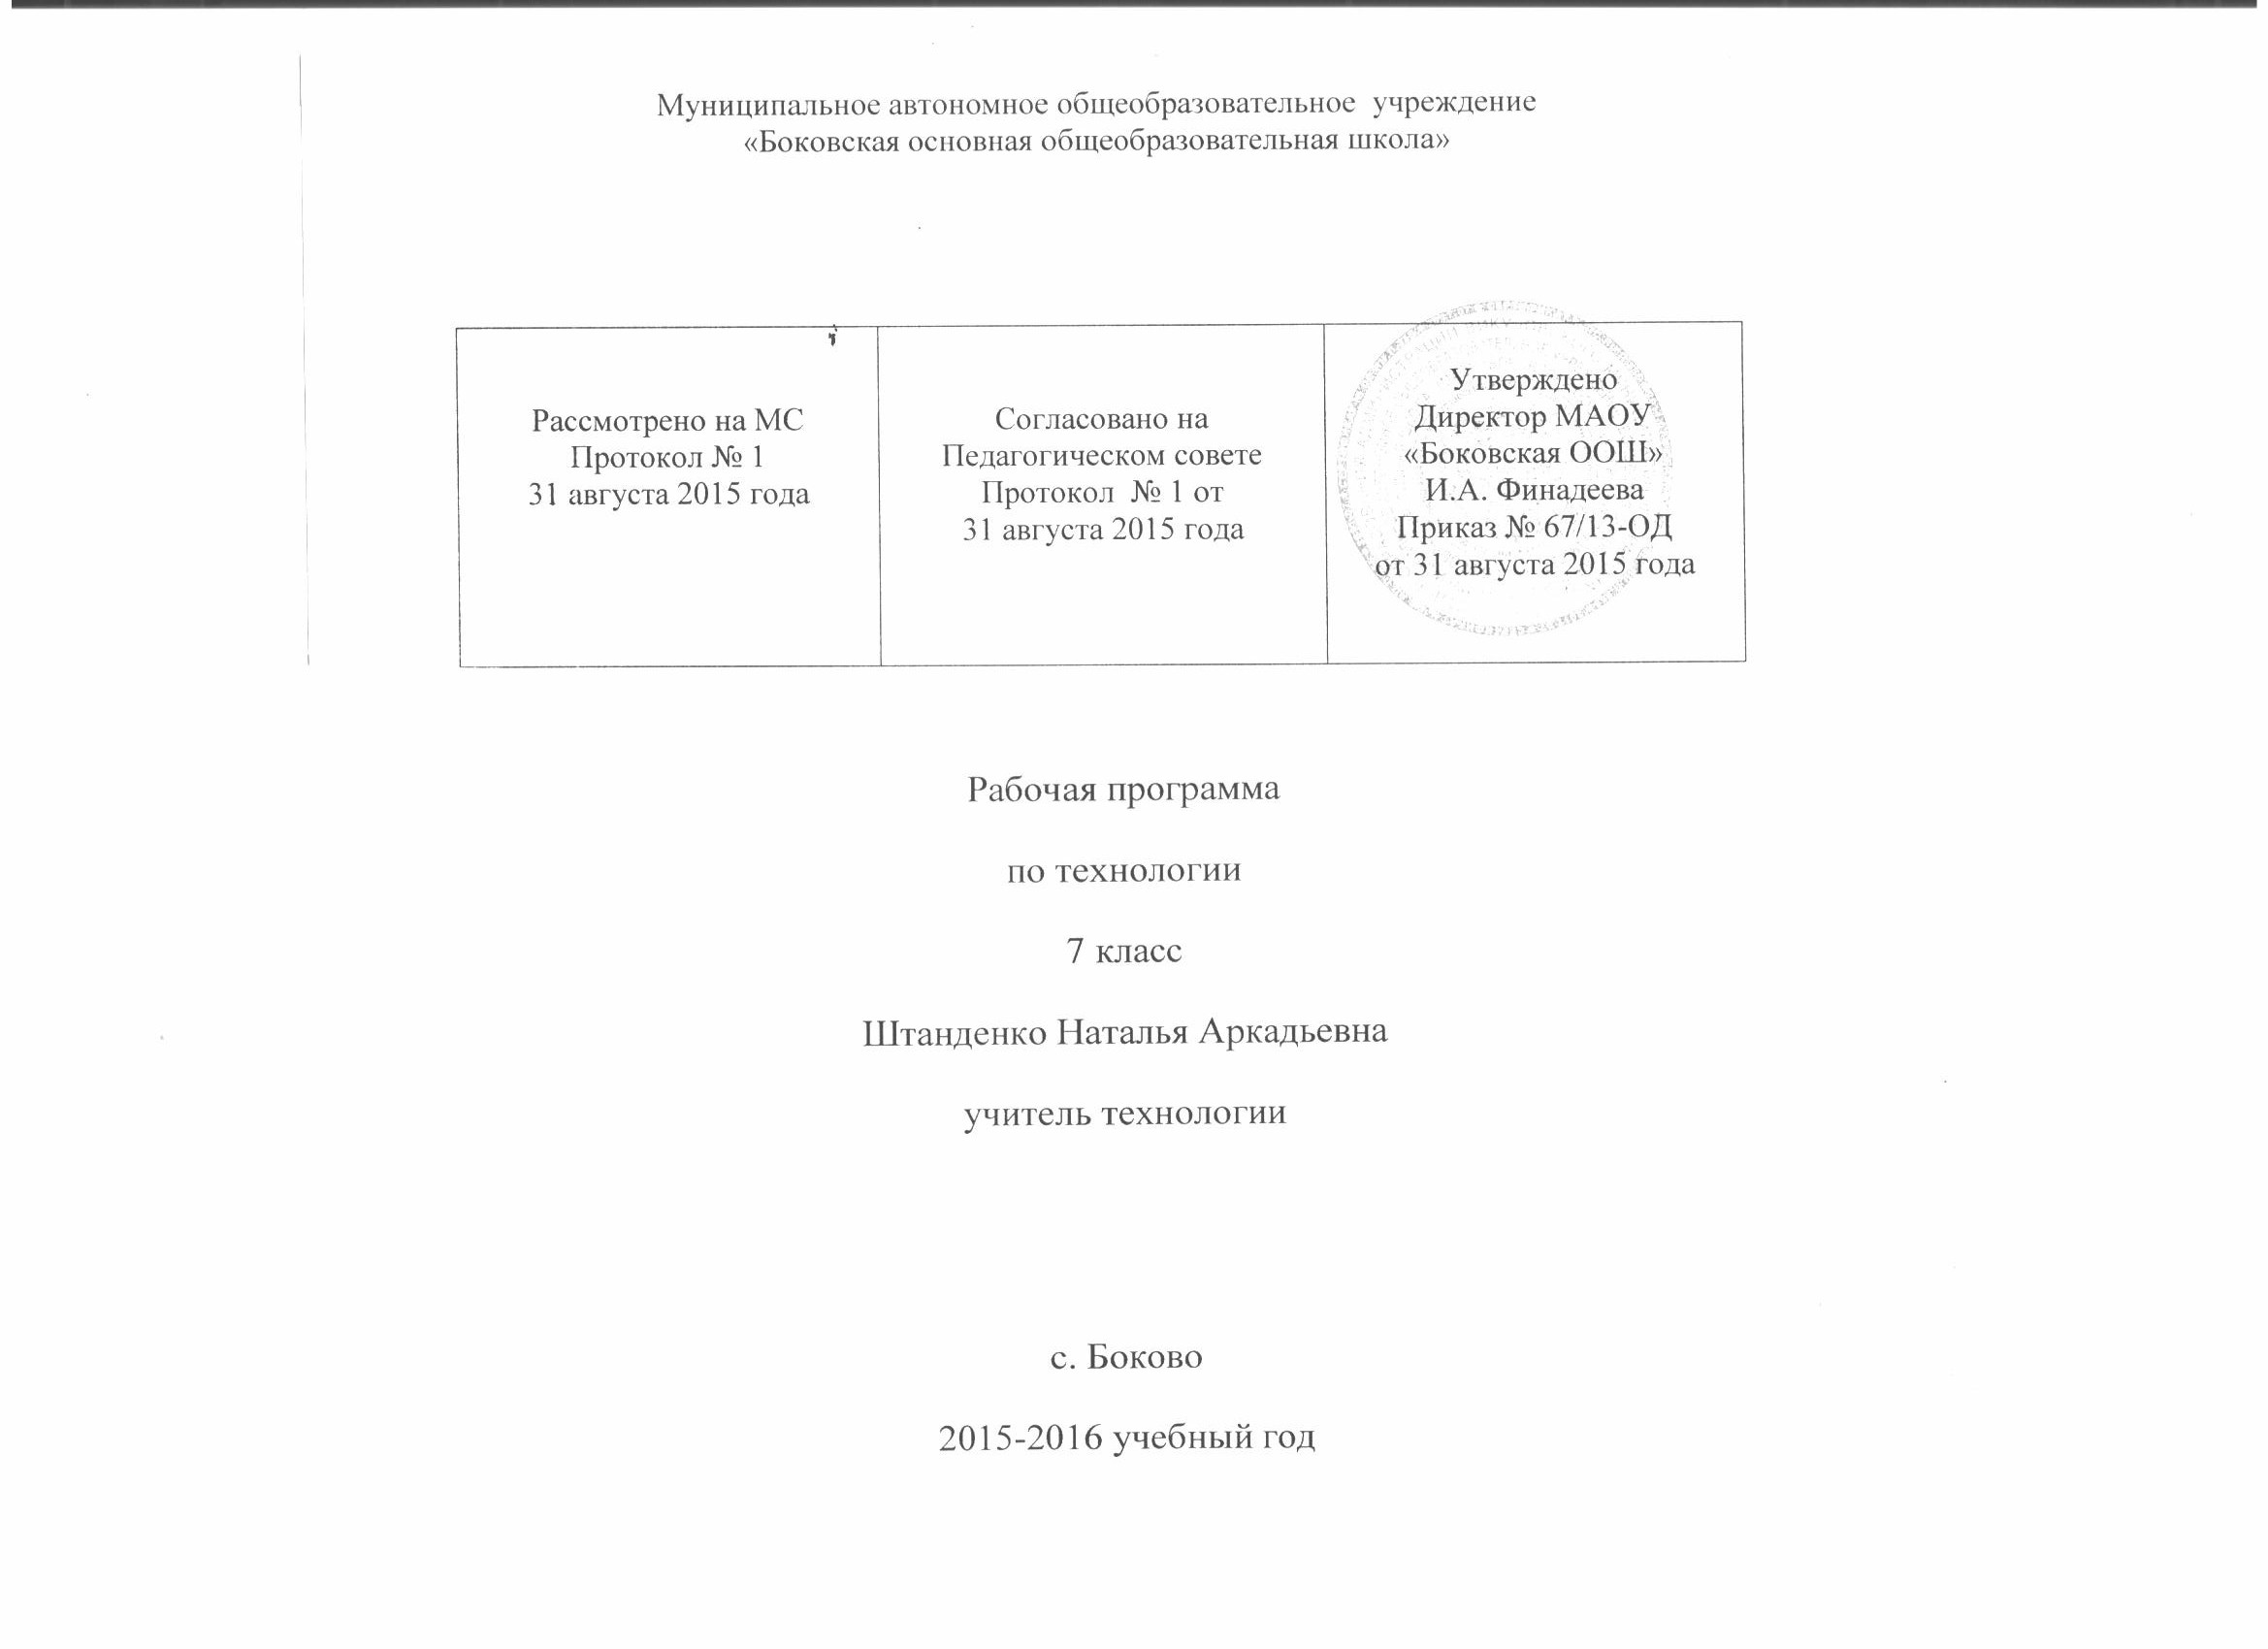 Муниципальное автономное общеобразовательное учреждение
«Боковская основная общеобразовательная школа»
Рассмотрено на МС
Протокол № 1
31 августа 2015 года
Согласовано на
Педагогическом совете
Протокол № 1 от
31 августа 2015 года
Утверждено
Директор МАОУ
«Боковская ООШ»
И.А. Финадеева
Приказ № 67/13-ОД
от 31 августа 2015 года
Рабочая программа
по технологии
7 класс
Штанденко Наталья Аркадьевна
учитель технологии
с. Боково
2015-2016 учебный год